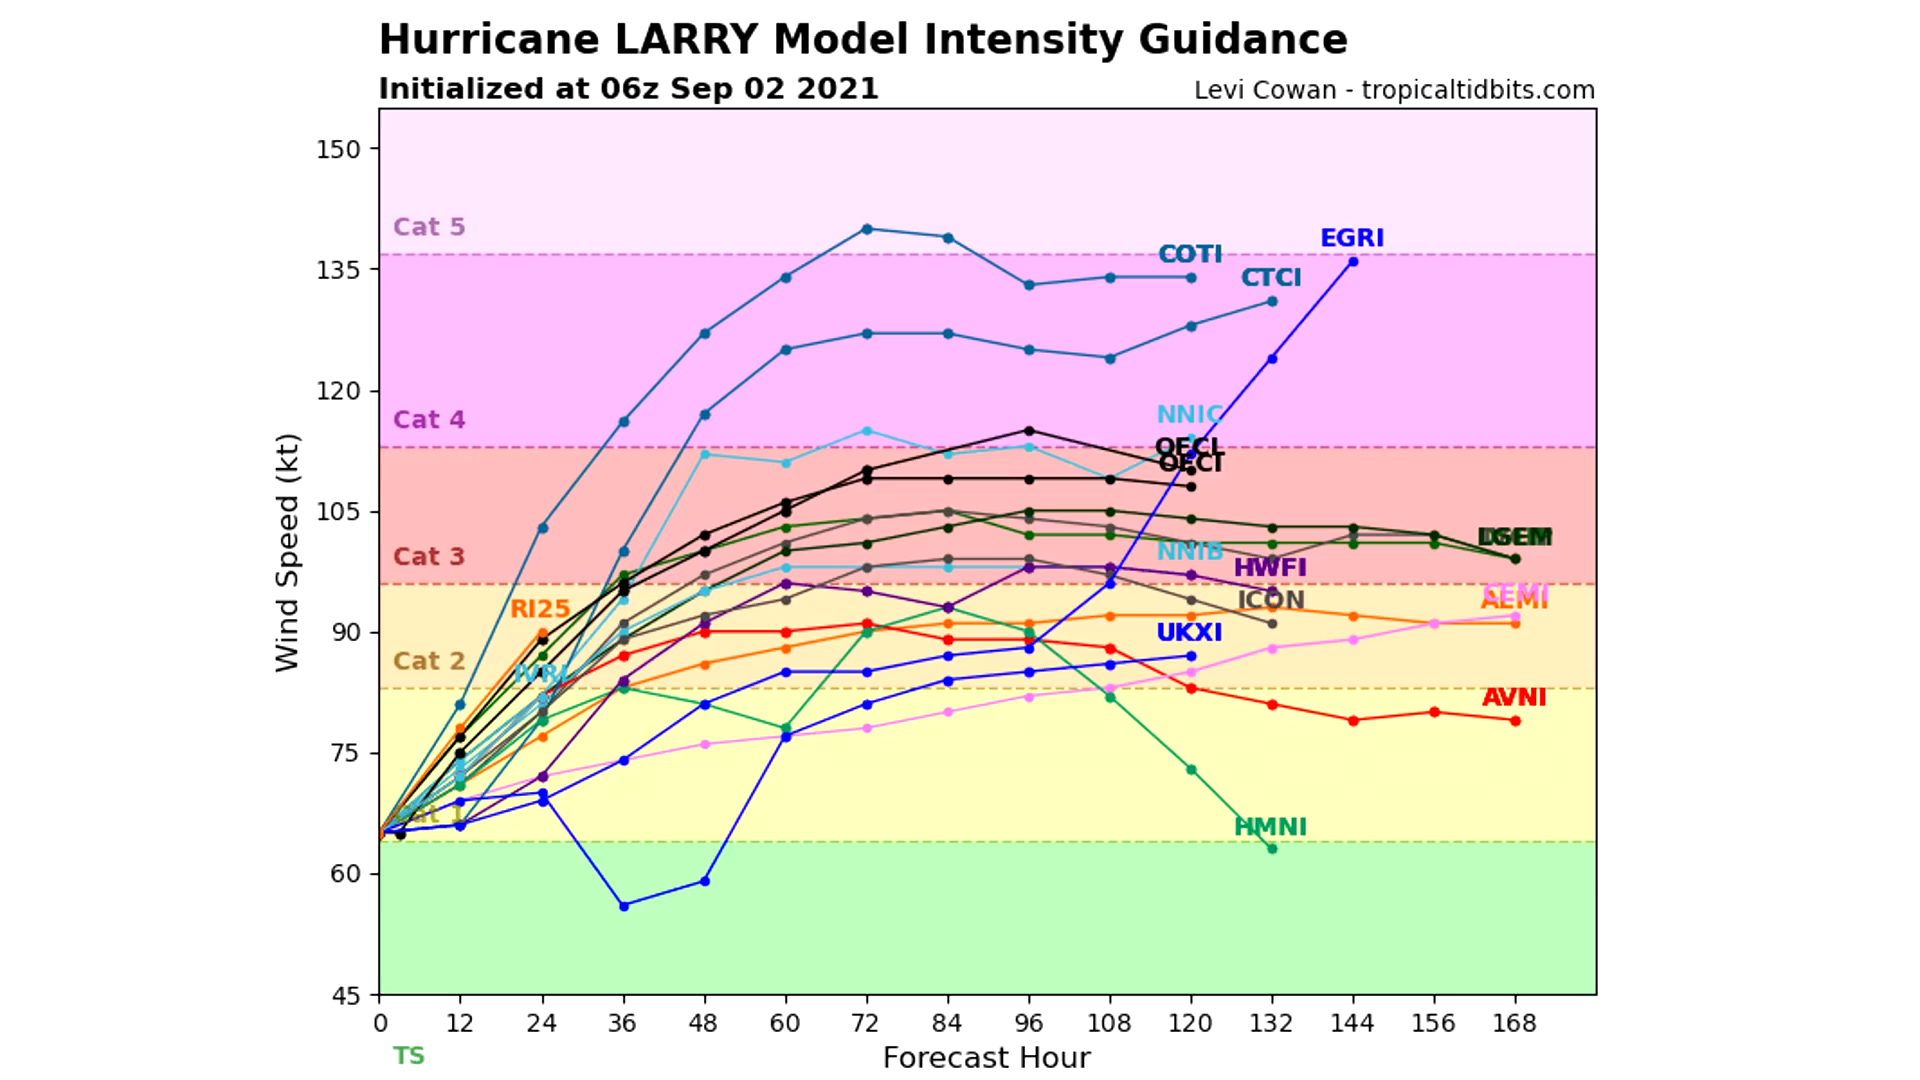 Hurricane LARRY Model Intensity Guidance
Initialized at 06z Sep 02 2021
Levi Cowan - tropicaltidbits.com
Wind Speed (kt)
150
135
120
105
90
75
60
45
Cat 5
Cat 4
Cat 3
Cat 2
Cat 1
TS
EGRI
COTI
CTCI
NNIC
OFCL
OFCI
LGEM
NNIB
HWFI
CEMI
AEMI
ICON
RI25
UKXI
IVRI
AVNI
HMNI
0 12 24 36 48 60 72 84 96 108 120 132 144 156 168
Forecast Hour